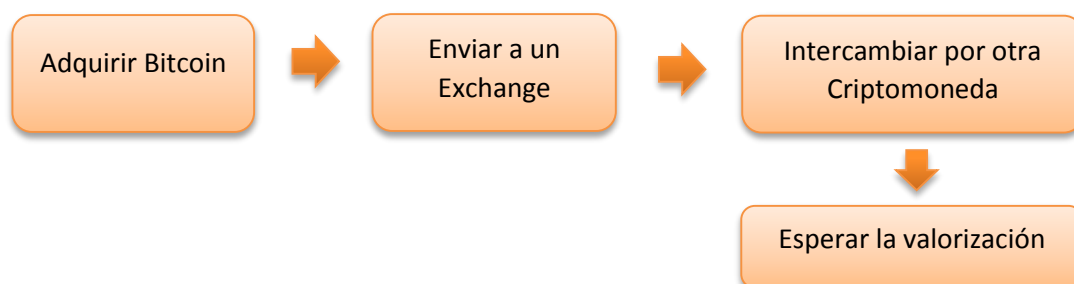 Adquirir Bitcoin
Enviar a un
Exchange
Intercambiar por otra
Criptomoneda
Esperar la valorización